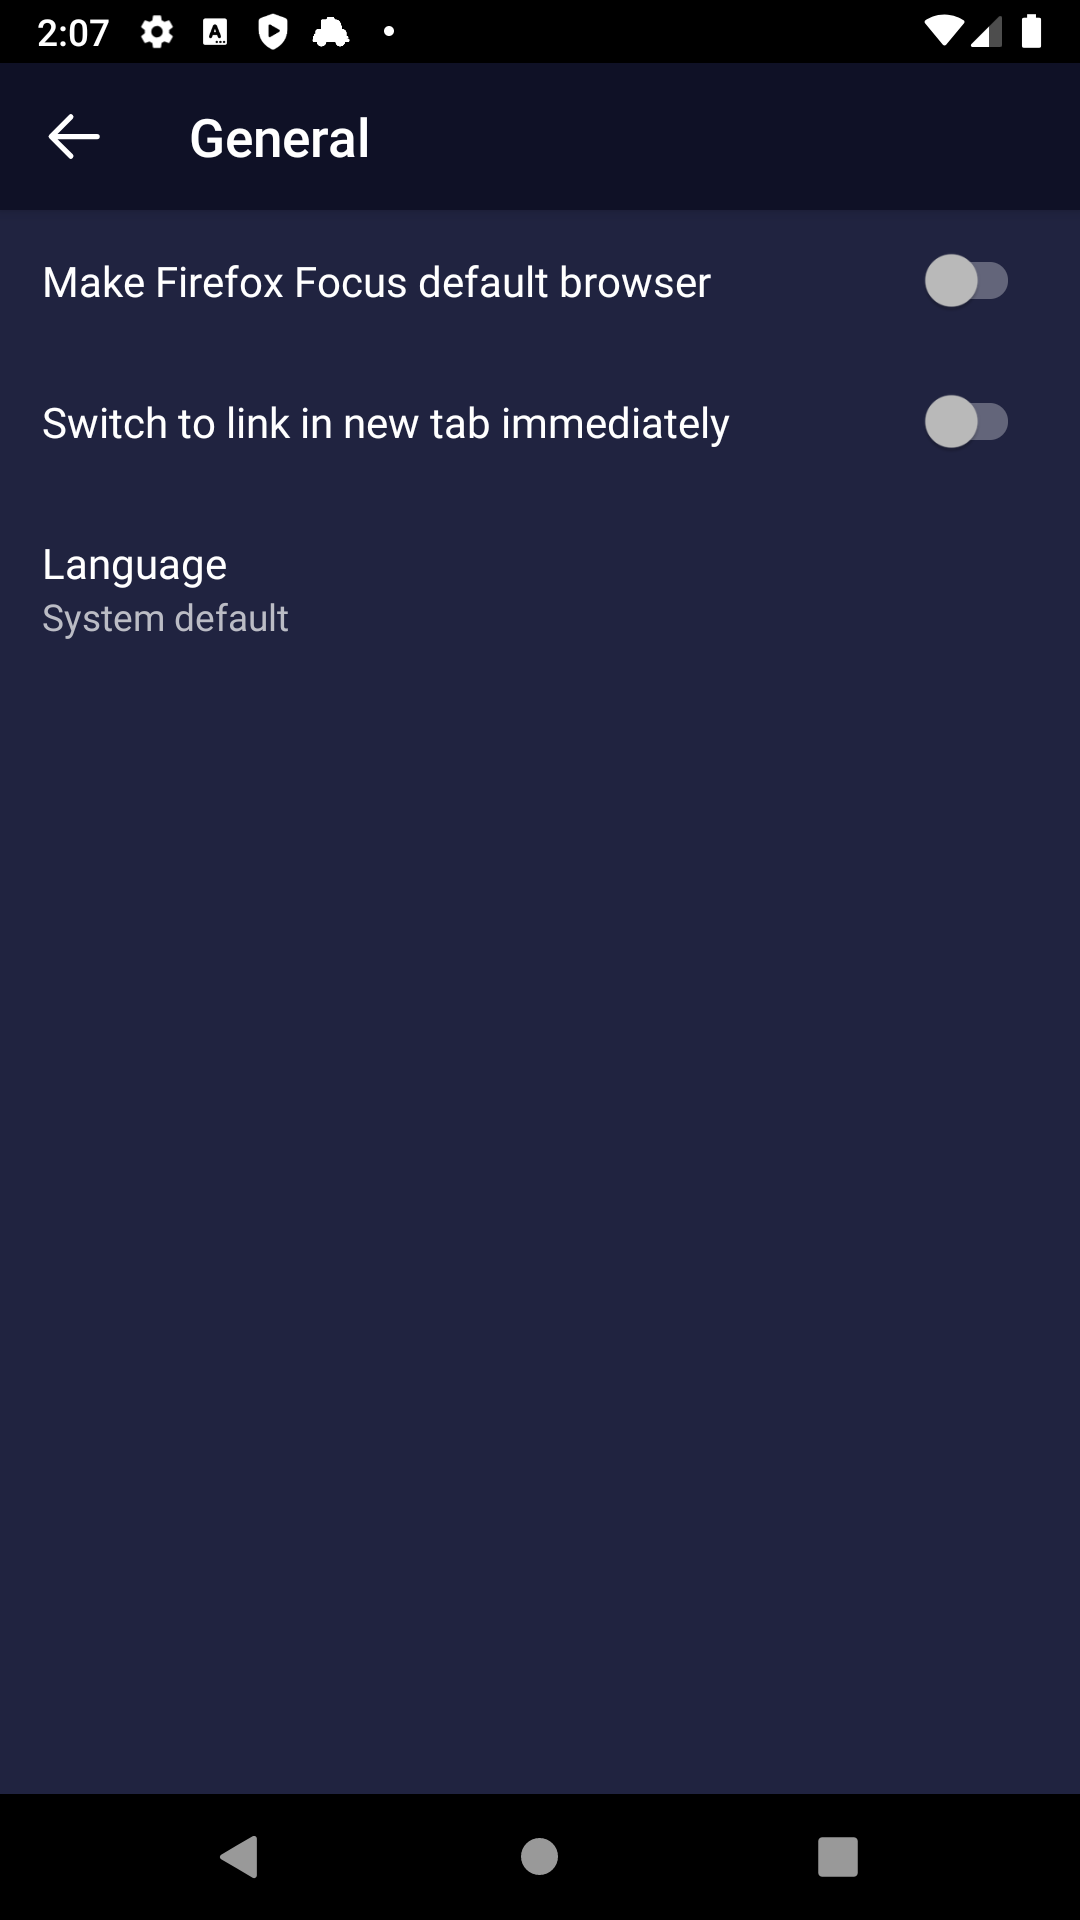 2:07
General
Make Firefox Focus default browser
Switch to link in new tab immediately
Language
System default